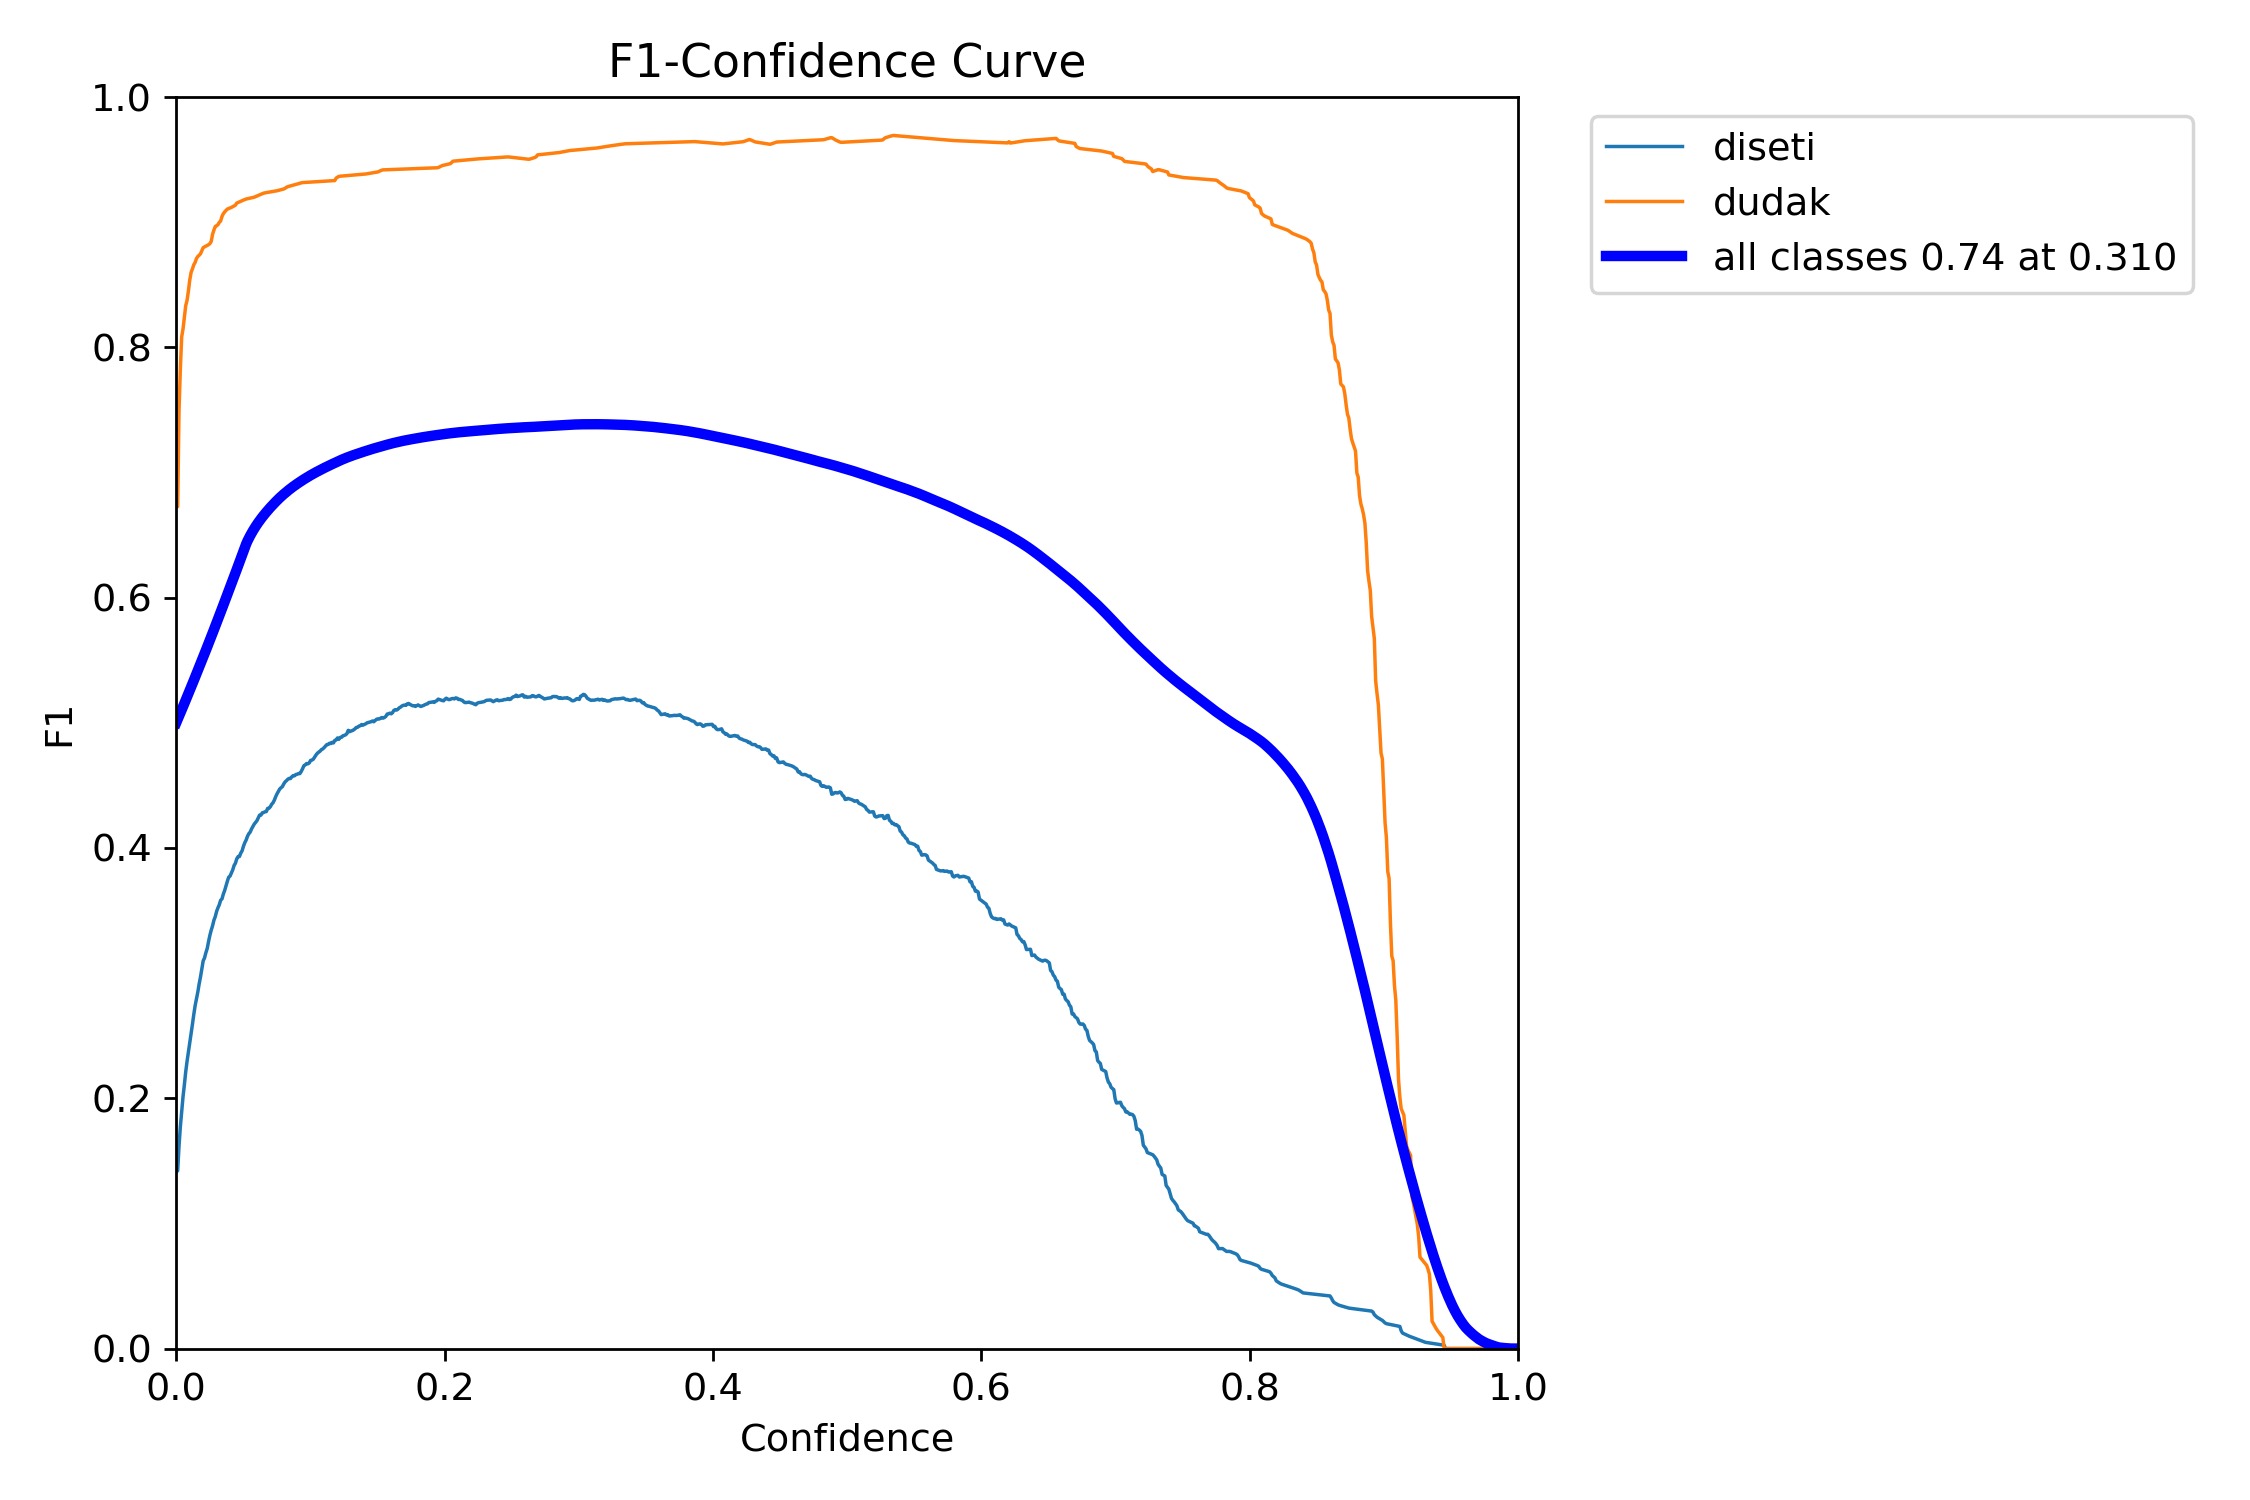 F1-Confidence Curve
1.0
0.8
0.6
0.4
0.2
0.0
F1
0.0 0.2 0.4 0.6 0.8 1.0
Confidence
diseti
dudak
all classes 0.74 at 0.310